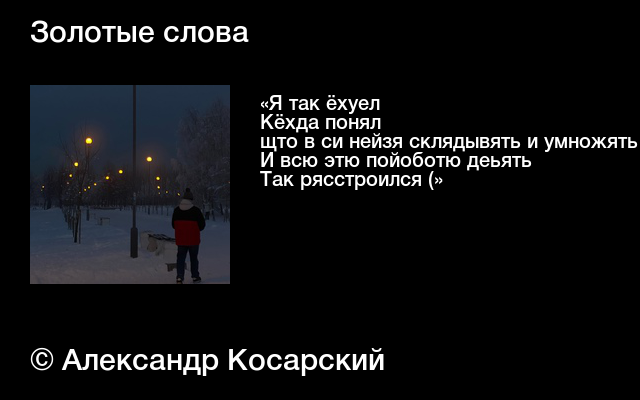 Золотые слова
«Я так ёхуел
Кёхда понял
щто в си нейзя склядывять и умножять
И всю этю пойоботю деьять
Так рясстроился (»
© Александр Косарский